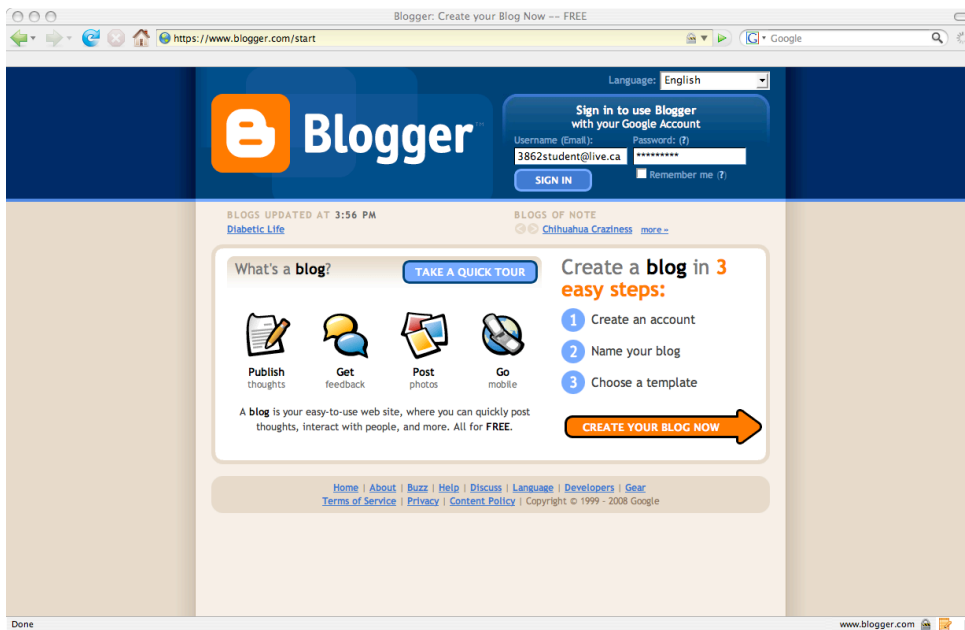 Blogger: Create your Blog Now -- FREE
https://www.blogger.com/start
G Google
Language: English
Blogger™
Sign in to use Blogger
with your Google Account
Username (Email): Password: (?)
3862student@live.ca *********
SIGN IN Remember me (?)
BLOGS UPDATED AT 3:56 PM
Diabetic Life
BLOGS OF NOTE
Chihuahua Craziness more »
What's a blog? TAKE A QUICK TOUR
Publish
thoughts
Get
feedback
Post
photos
Go
mobile
A blog is your easy-to-use web site, where you can quickly post
thoughts, interact with people, and more. All for FREE.
Create a blog in 3
easy steps:
1 Create an account
2 Name your blog
3 Choose a template
CREATE YOUR BLOG NOW
Home | About | Buzz | Help | Discuss | Language | Developers | Gear
Terms of Service | Privacy | Content Policy | Copyright © 1999 - 2008 Google
Done www.blogger.com